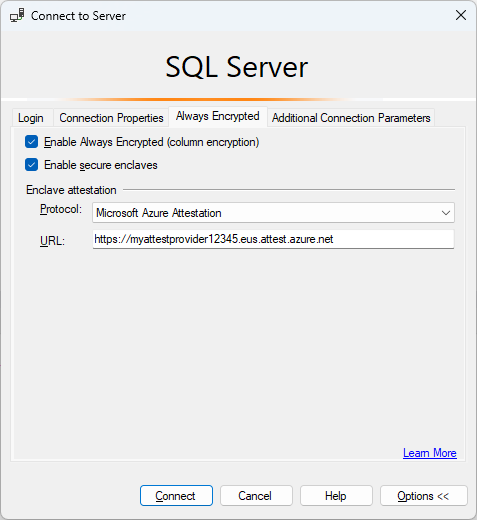 Connect to Server
SQL Server
Login Connection Properties Always Encrypted Additional Connection Parameters
Enable Always Encrypted (column encryption)
Enable secure enclaves
Enclave attestation
Protocol: Microsoft Azure Attestation
URL: https://myattestprovider12345.eus.attest.azure.net
Learn More
Connect Cancel Help Options <<